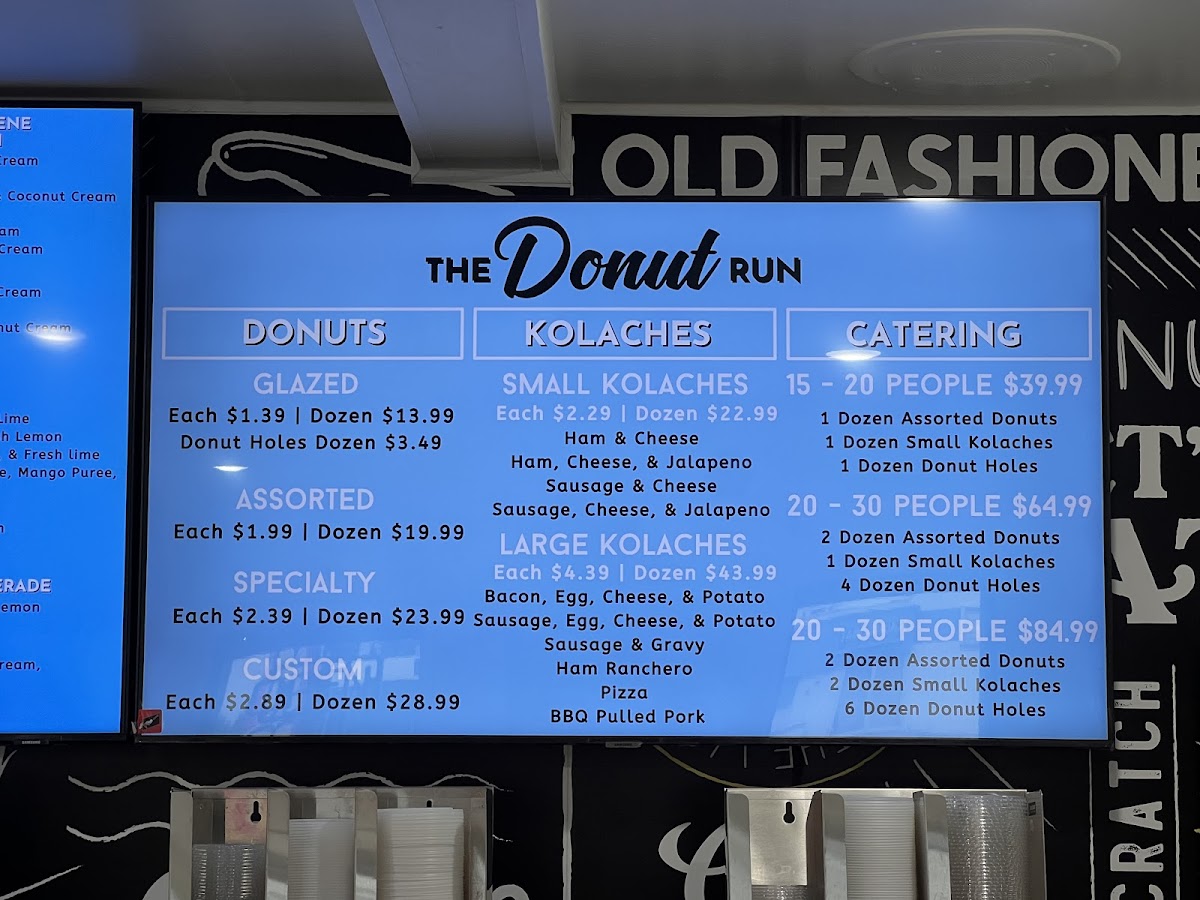 ENE
Cream
Coconut Cream
Cream
Cream
Cream
Lime
Lemon
& Fresh lime
Mango Puree,
ERADE
OLD FASHIONE
THE Donut RUN
DONUTS
GLAZED
Each $1.39 | Dozen $13.99
Donut Holes Dozen $3.49
ASSORTED
Each $1.99 | Dozen $19.99
SPECIALTY
Each $2.39 | Dozen $23.99
CUSTOM
Each $2.89 | Dozen $28.99
KOLACHES
SMALL KOLACHES
Each $2.29 | Dozen $22.99
Ham & Cheese
Ham, Cheese, & Jalapeno
Sausage & Cheese
Sausage, Cheese, & Jalapeno
LARGE KOLACHES
Each $4.39 | Dozen $43.99
Bacon, Egg, Cheese, & Potato
Sausage, Egg, Cheese, & Potato
Sausage & Gravy
Ham Ranchero
Pizza
BBQ Pulled Pork
CATERING
15 - 20 PEOPLE $39.99
1 Dozen Assorted Donuts
1 Dozen Small Kolaches
1 Dozen Donut Holes
20 - 30 PEOPLE $64.99
2 Dozen Assorted Donuts
1 Dozen Small Kolaches
4 Dozen Donut Holes
20 - 30 PEOPLE $84.99
2 Dozen Assorted Donuts
2 Dozen Small Kolaches
6 Dozen Donut Holes
NU
CRATCH